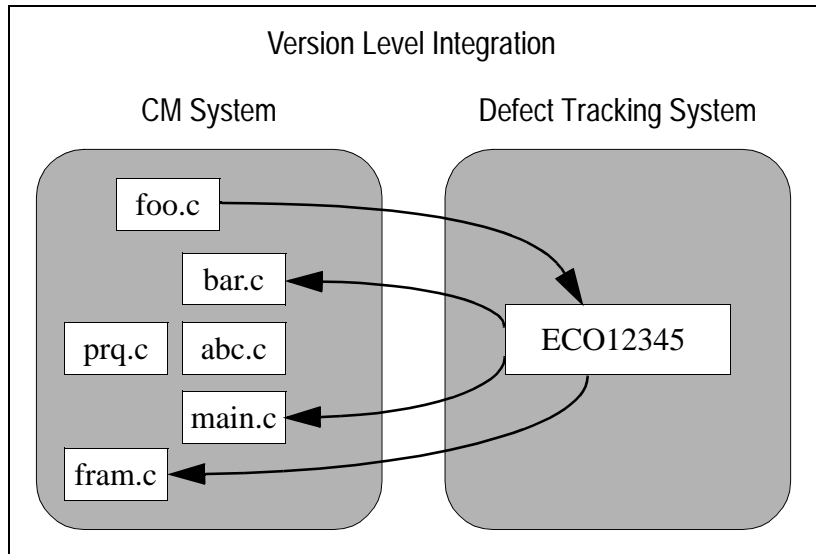 Version Level Integration
CM System
Defect Tracking System
foo.c
bar.c
ECO12345
prq.c
abc.c
main.c
fram.c